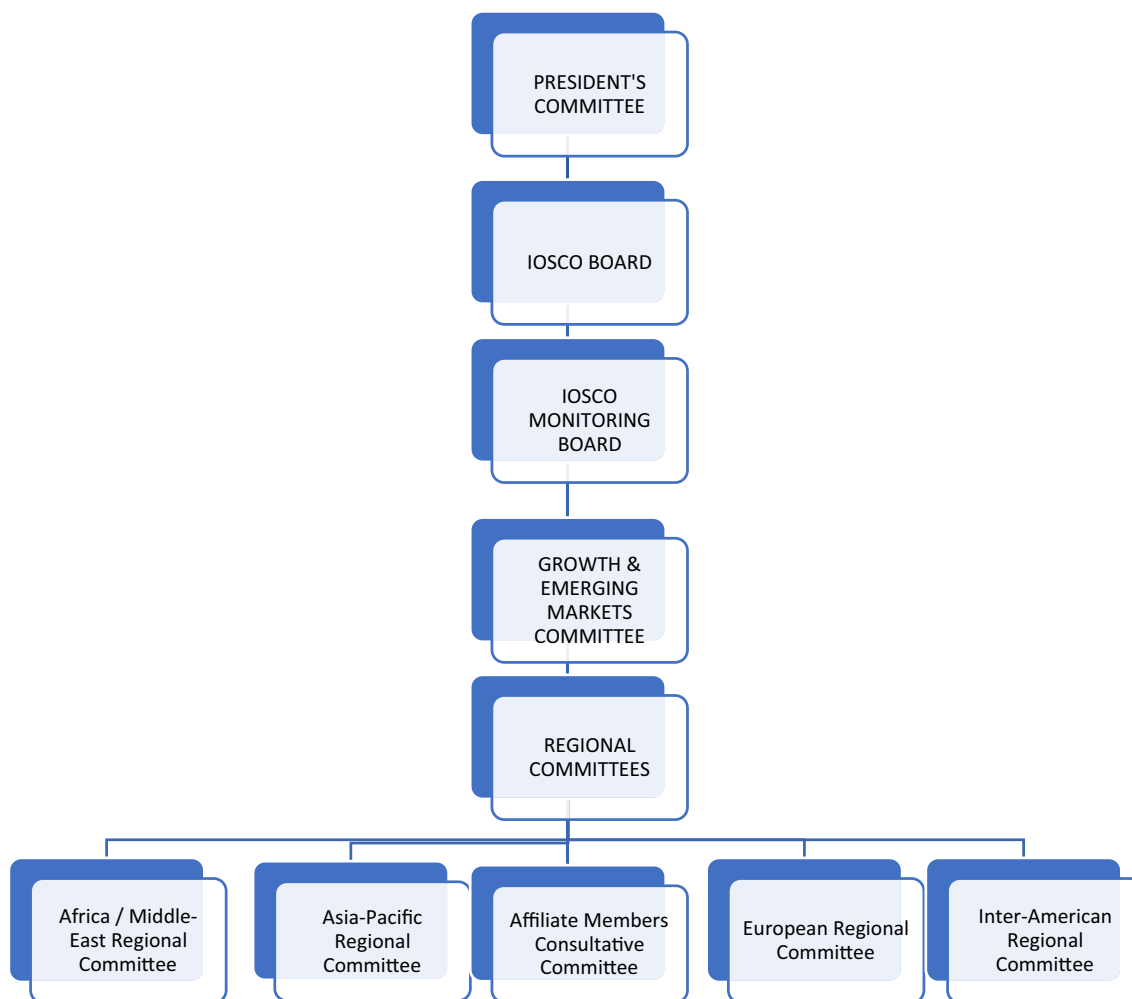 PRESIDENT'S
COMMITTEE
IOSCO BOARD
IOSCO
MONITORING
BOARD
GROWTH &
EMERGING
MARKETS
COMMITTEE
REGIONAL
COMMITTEES
Africa / Middle-
East Regional
Committee
Asia-Pacific
Regional
Committee
Affiliate Members
Consultative
Committee
European Regional
Committee
Inter-American
Regional
Committee